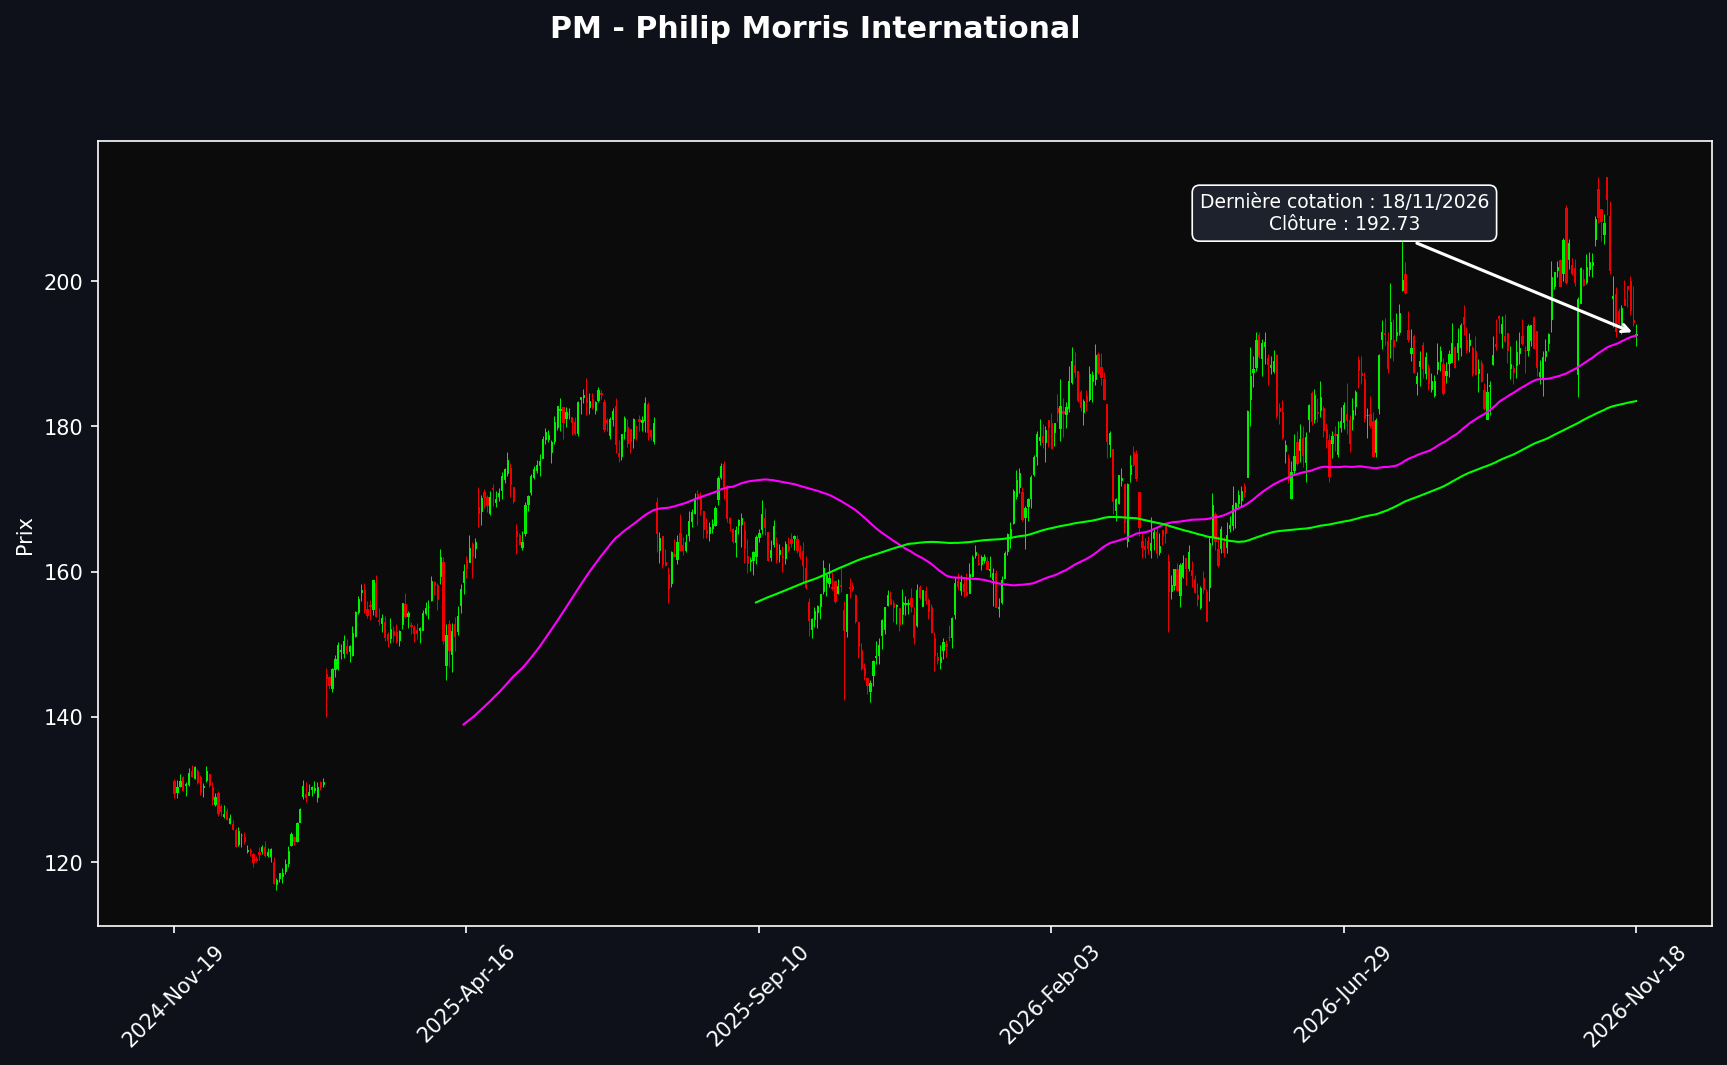 PM - Philip Morris International
Dernière cotation : 18/11/2026
Clôture : 192.73
Prix
200
180
160
140
120
2024-Nov-19
2025-Apr-16
2025-Sep-10
2026-Feb-03
2026-Jun-29
2026-Nov-18